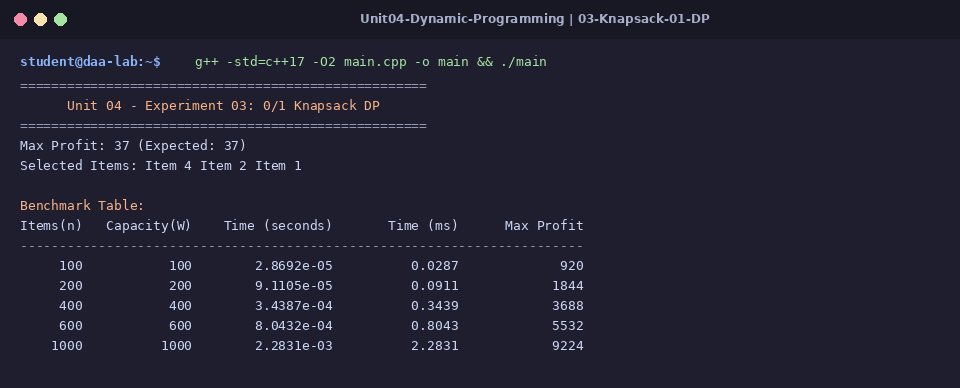 Unit04-Dynamic-Programming | 03-Knapsack-01-DP
student@daa-lab:~$ g++ -std=c++17 -O2 main.cpp -o main && ./main
====================================================
Unit 04 - Experiment 03: 0/1 Knapsack DP
====================================================
Max Profit: 37 (Expected: 37)
Selected Items: Item 4 Item 2 Item 1
Benchmark Table:
Items(n) Capacity(W) Time (seconds) Time (ms) Max Profit
------------------------------------------------------------------------
100 100 2.8692e-05 0.0287 920
200 200 9.1105e-05 0.0911 1844
400 400 3.4387e-04 0.3439 3688
600 600 8.0432e-04 0.8043 5532
1000 1000 2.2831e-03 2.2831 9224